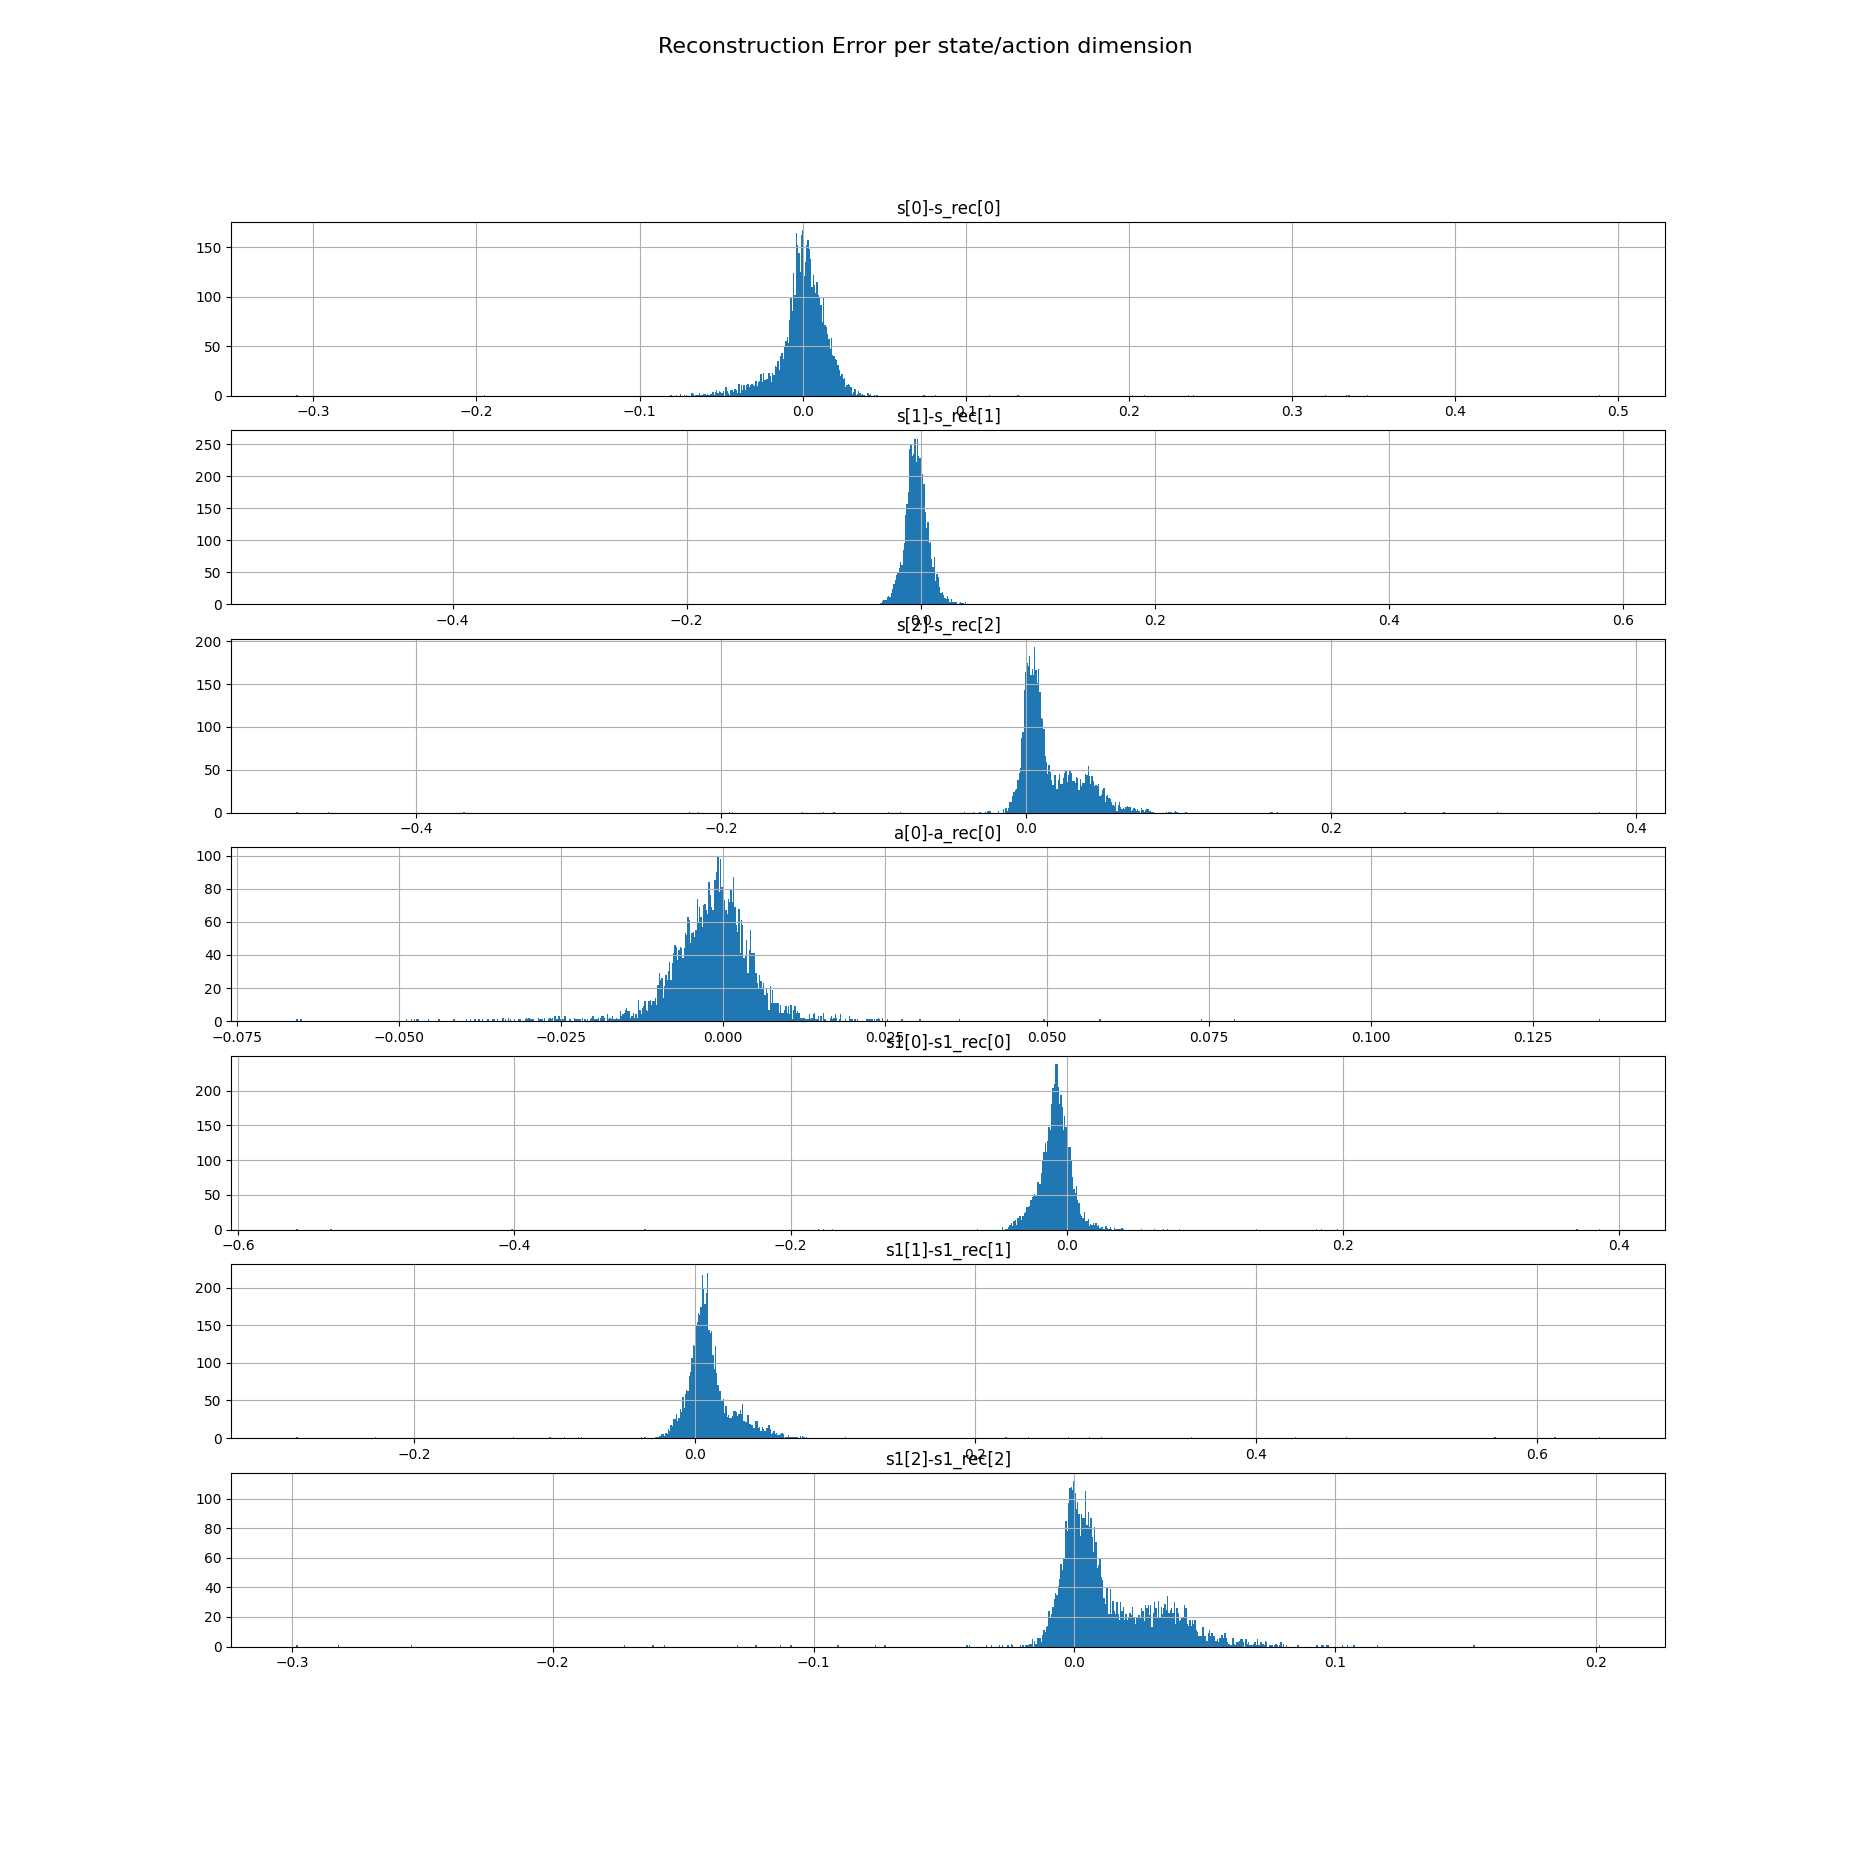 Reconstruction Error per state/action dimension
s[0]-s_rec[0]
150
100
50
0
−0.3 −0.2 −0.1 0.0 0.1 0.2 0.3 0.4 0.5
s[1]-s_rec[1]
250
200
150
100
50
0
−0.4 −0.2 0.0 0.2 0.4 0.6
s[2]-s_rec[2]
200
150
100
50
0
−0.4 −0.2 0.0 0.2 0.4
a[0]-a_rec[0]
100
80
60
40
20
0
−0.075 −0.050 −0.025 0.000 0.025 0.050 0.075 0.100 0.125
s1[0]-s1_rec[0]
200
150
100
50
0
−0.6 −0.4 −0.2 0.0 0.2 0.4
s1[1]-s1_rec[1]
200
150
100
50
0
−0.2 0.0 0.2 0.4 0.6
s1[2]-s1_rec[2]
100
80
60
40
20
0
−0.3 −0.2 −0.1 0.0 0.1 0.2